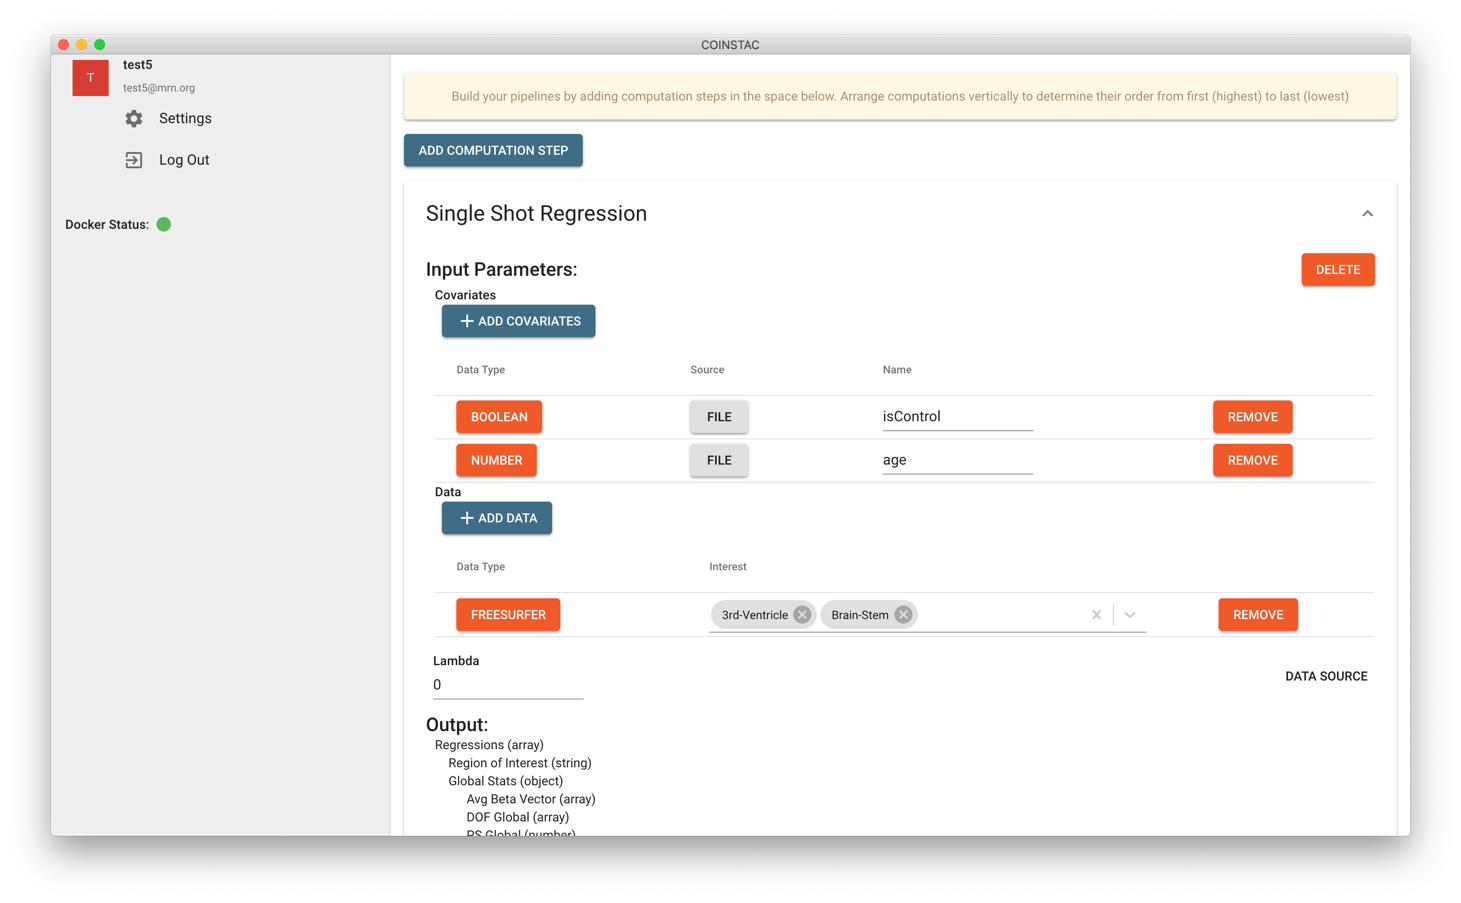 COINSTAC
T
test5
test5@mrn.org
Settings
Log Out
Docker Status:
Build your pipelines by adding computation steps in the space below. Arrange computations vertically to determine their order from first (highest) to last (lowest)
ADD COMPUTATION STEP
Single Shot Regression
Input Parameters:
DELETE
Covariates
+ ADD COVARIATES
Data Type Source Name
BOOLEAN FILE isControl REMOVE
NUMBER FILE age REMOVE
Data
+ ADD DATA
Data Type Interest
FREESURFER 3rd-Ventricle Brain-Stem REMOVE
Lambda
0
DATA SOURCE
Output:
Regressions (array)
Region of Interest (string)
Global Stats (object)
Avg Beta Vector (array)
DOF Global (array)
RS Global (number)